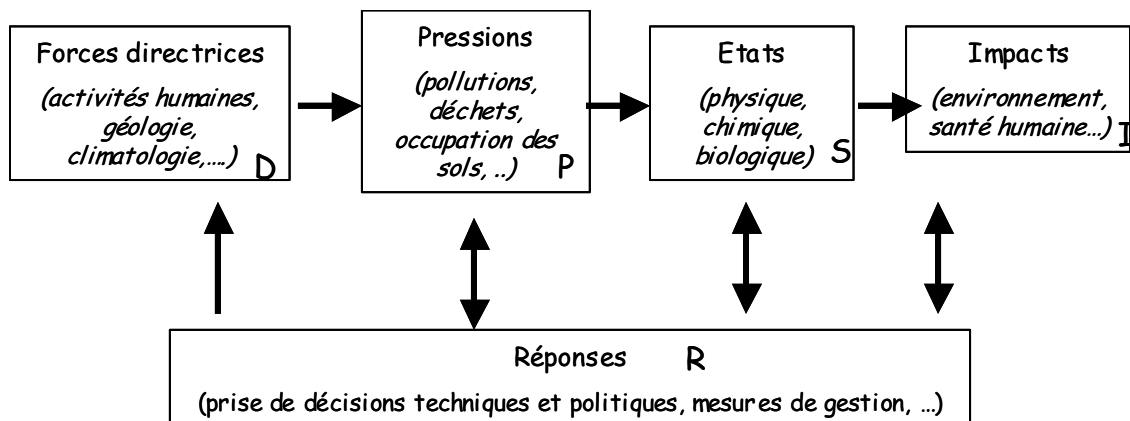 Forces directrices
(activités humaines,
géologie,
climatologie,....)
D
Pressions
(pollutions,
déchets,
occupation des
sols, ..)
P
Etats
(physique,
chimique,
biologique)
S
Impacts
(environnement,
santé humaine...)
I
Réponses R
(prise de décisions techniques et politiques, mesures de gestion, ...)